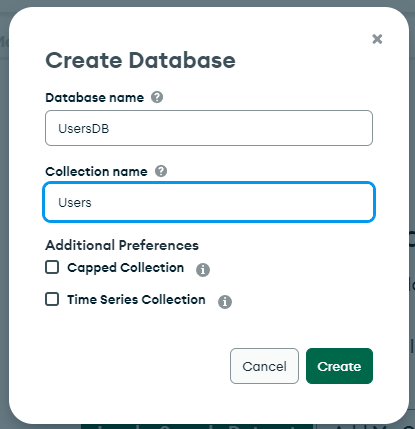 Create Database
Database name
UsersDB
Collection name
Users
Additional Preferences
Capped Collection
Time Series Collection
Cancel Create